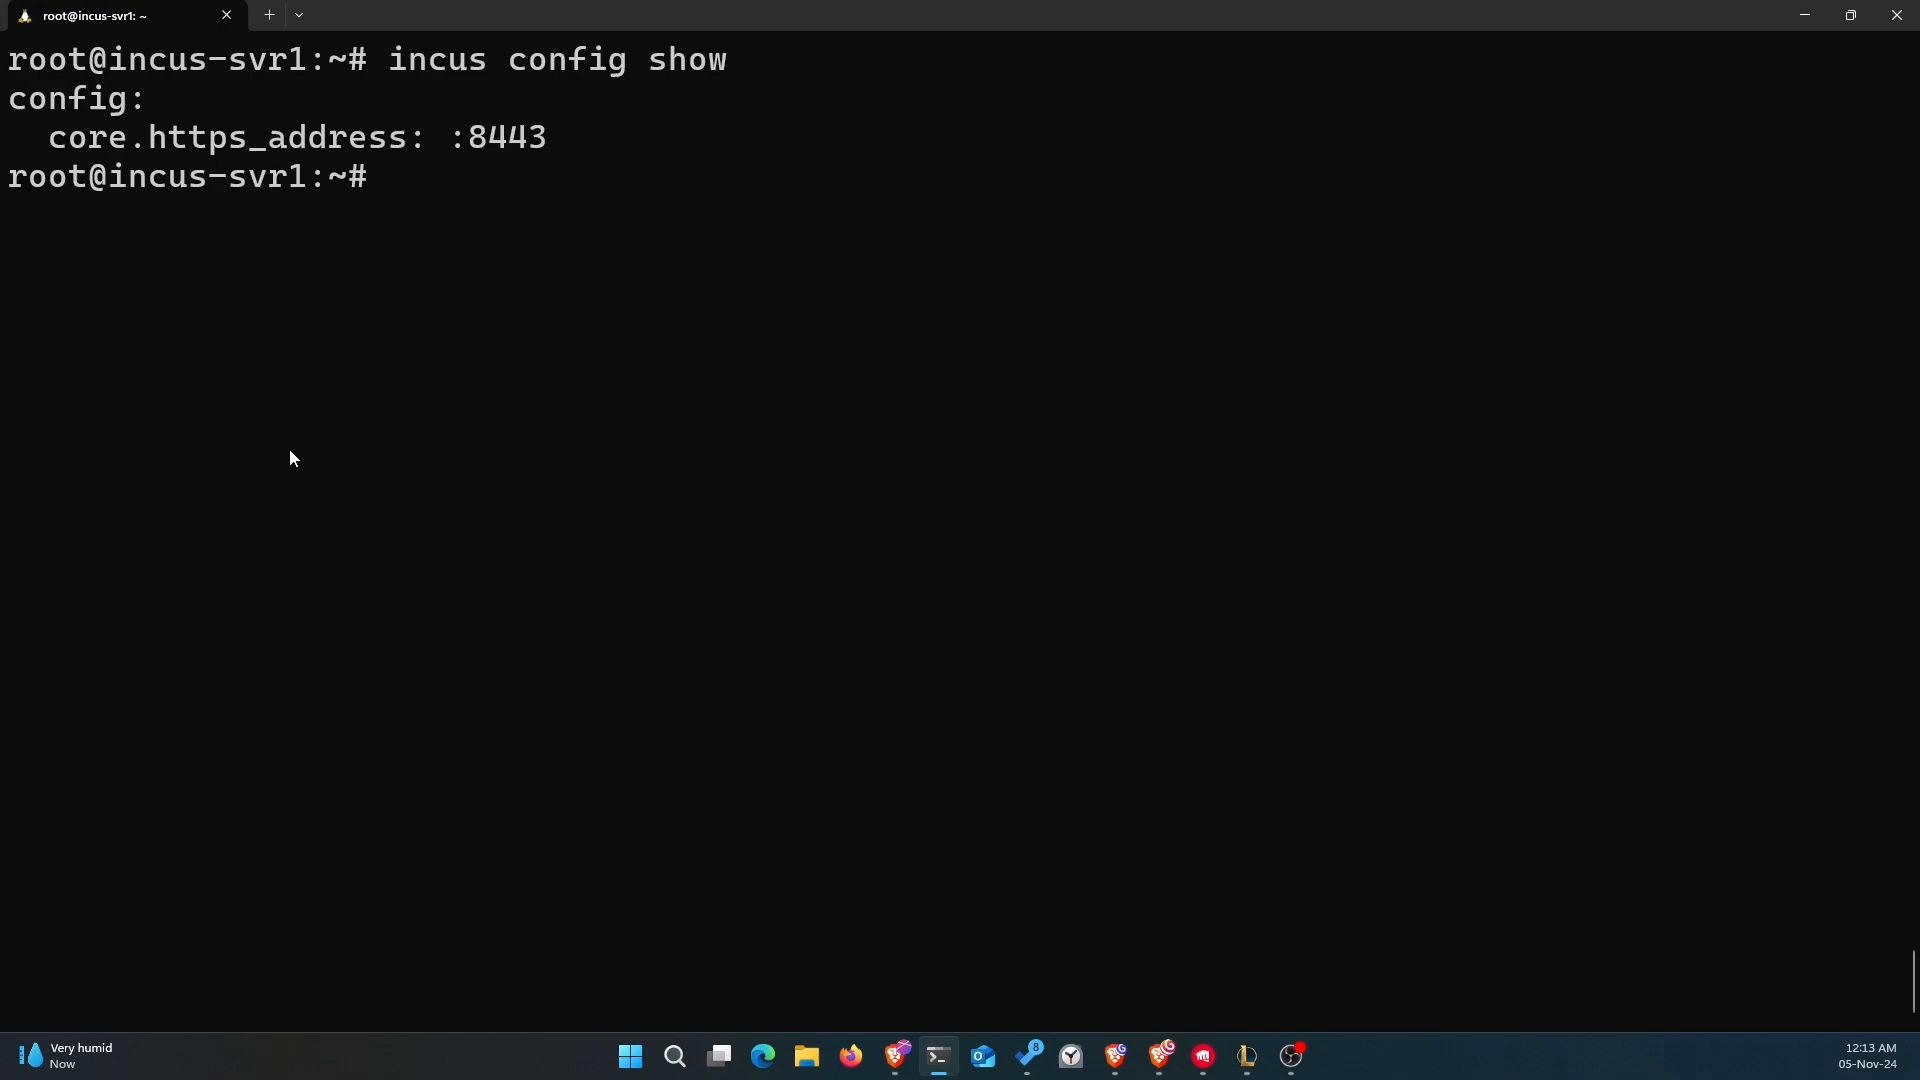 root@incus-svr1: ~
root@incus-svr1:~# incus config show
config:
  core.https_address: :8443
root@incus-svr1:~#
Very humid
Now
8
12:13 AM
05-Nov-24